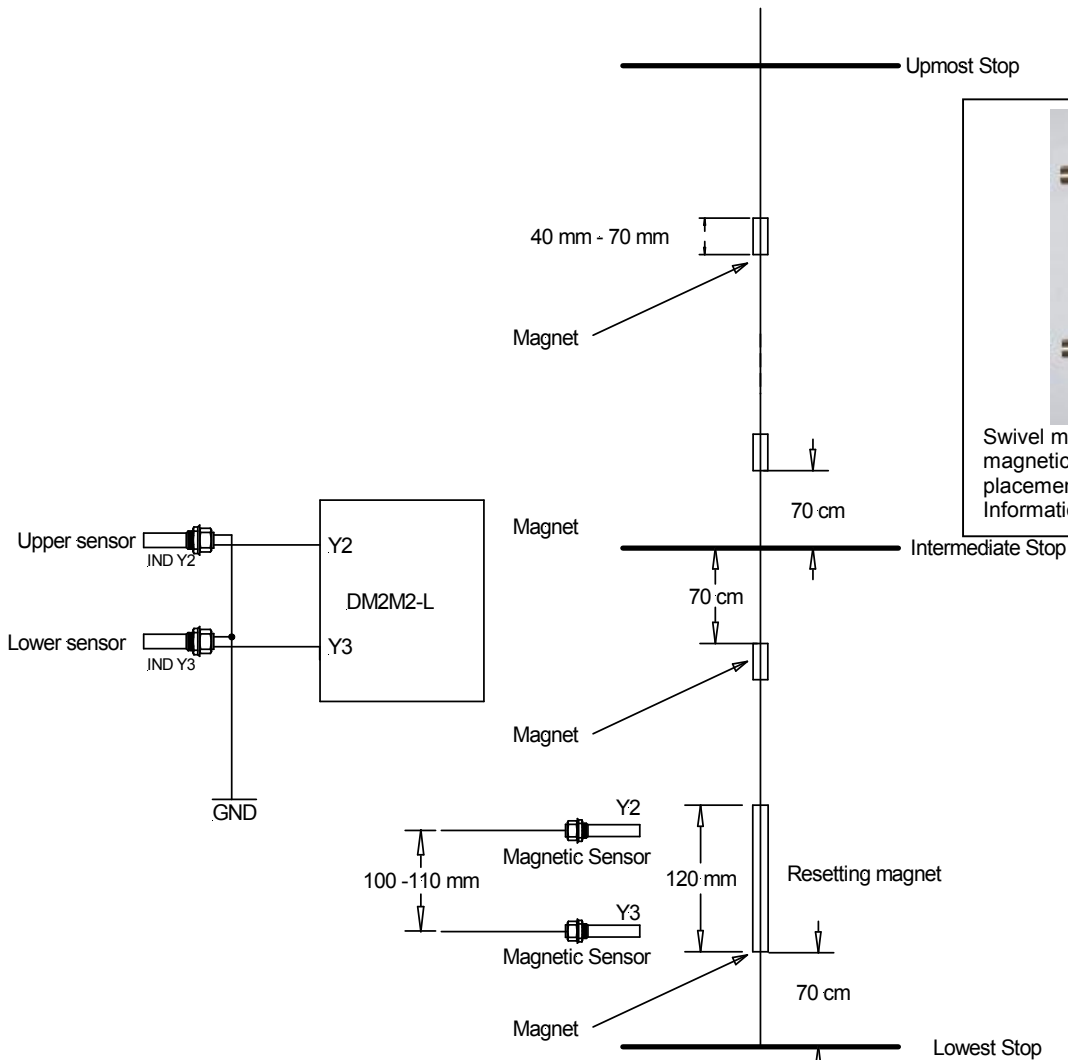 Upmost Stop
40 mm - 70 mm
Magnet
Swivel m
magnetic
placemen
Informatio
70 cm
Magnet
Intermediate Stop
Upper sensor
IND Y2
Y2
DM2M2-L
70 cm
Lower sensor
IND Y3
Y3
Magnet
GND
Y2
Magnetic Sensor
100 -110 mm
120 mm
Resetting magnet
Y3
Magnetic Sensor
70 cm
Magnet
Lowest Stop